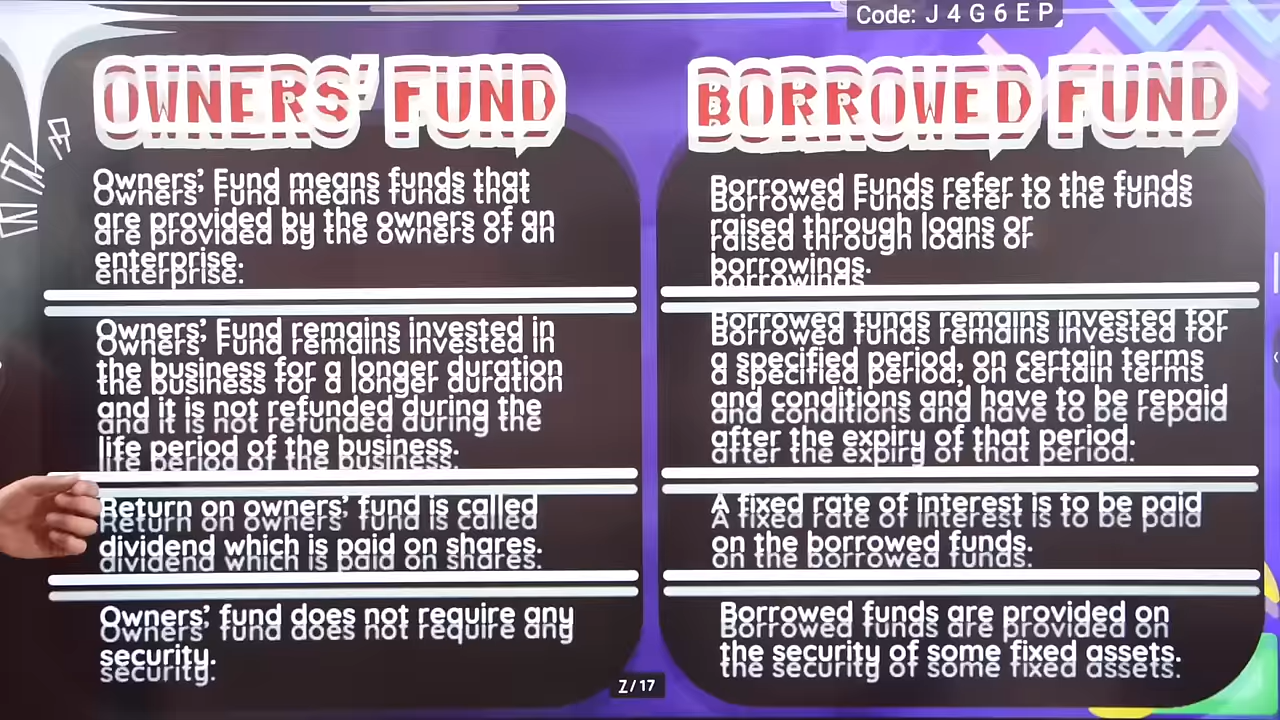 Code: J 4 G 6 E P
OWNERS' FUND
Owners' Fund means funds that
are provided by the owners of an
enterprise.
Owners' Fund remains invested in
the business for a longer duration
and it is not refunded during the
life period of the business.
Return on owners' fund is called
dividend which is paid on shares.
Owners' fund does not require any
security.
BORROWED FUND
Borrowed Funds refer to the funds
raised through loans or
borrowings.
Borrowed funds remains invested for
a specified period, on certain terms
and conditions and have to be repaid
after the expiry of that period.
A fixed rate of interest is to be paid
on the borrowed funds.
Borrowed funds are provided on
the security of some fixed assets.
7/17